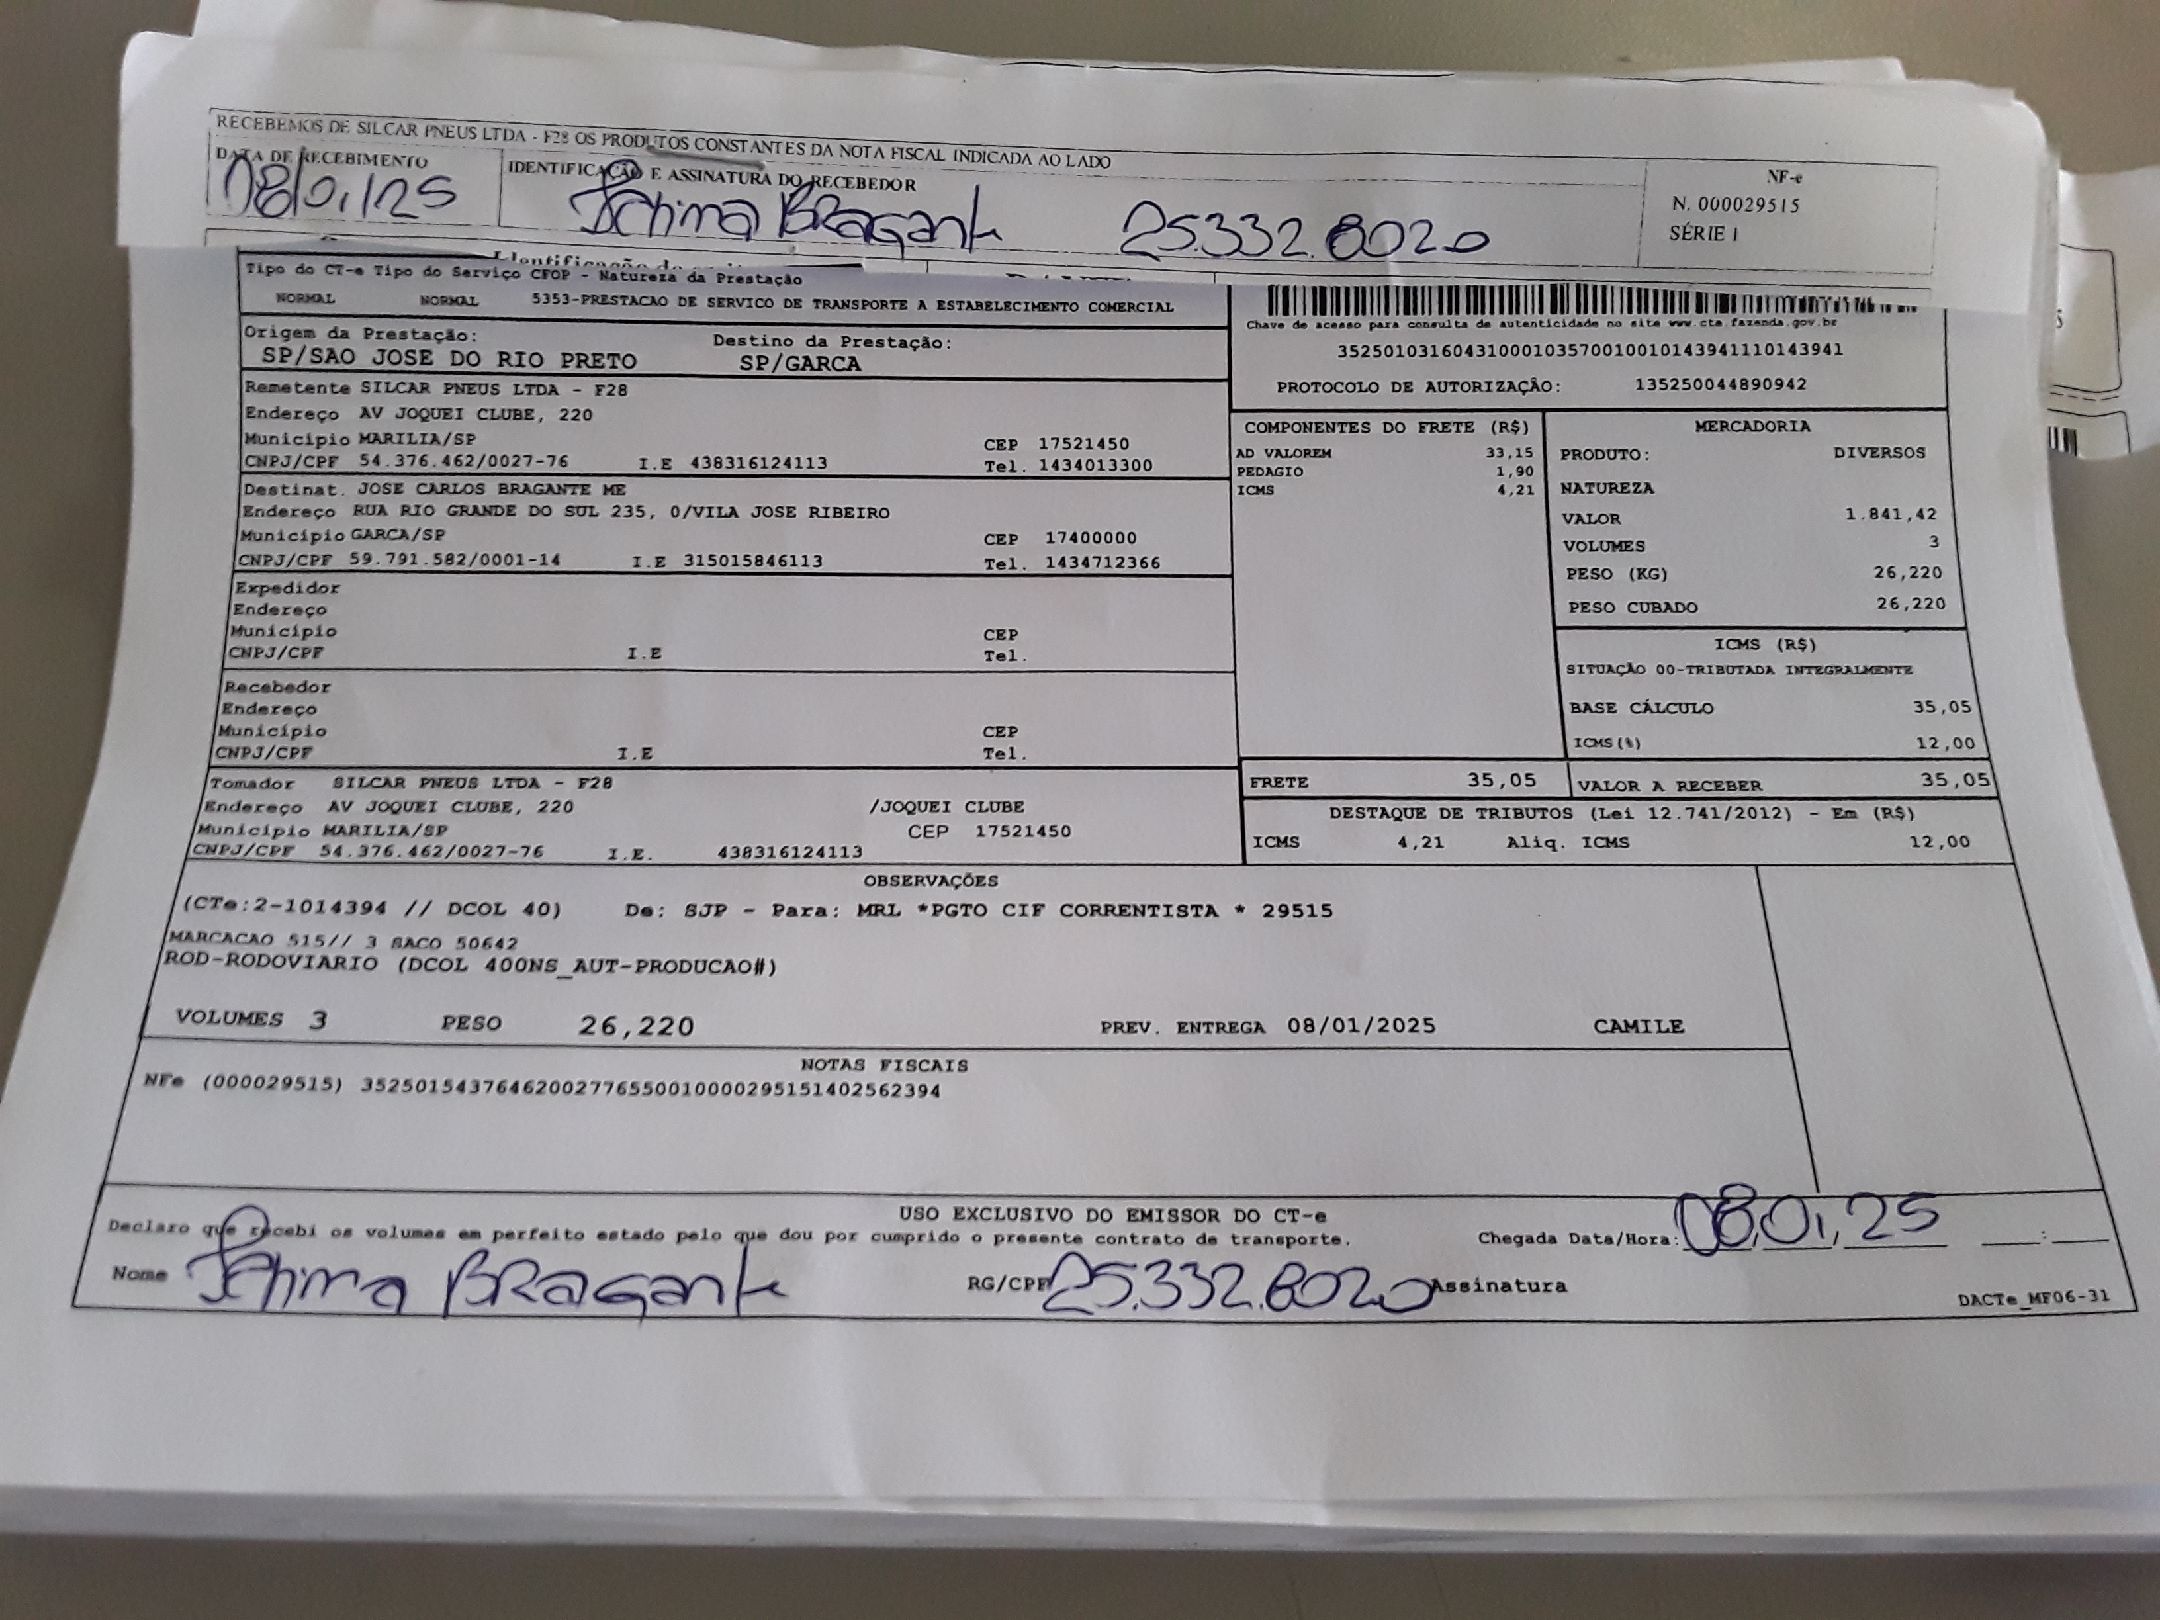 RECEBEMOS DE SILCAR PNEUS LTDA - F28 OS PRODUTOS CONSTANTES DA NOTA FISCAL INDICADA AO LADO
DATA DE RECEBIMENTO
IDENTIFICAÇÃO E ASSINATURA DO RECEBEDOR
08/01/25
Bragante 25.332.8020
NF-e
N. 000029515
SÉRIE 1
Tipo do CT-e Tipo do Serviço CFOP - Natureza da Prestação
NORMAL NORMAL 5353-PRESTACAO DE SERVICO DE TRANSPORTE A ESTABELECIMENTO COMERCIAL
Origem da Prestação: Destino da Prestação:
SP/SAO JOSE DO RIO PRETO SP/GARCA
Remetente SILCAR PNEUS LTDA - F28
Endereço AV JOQUEI CLUBE, 220
Município MARILIA/SP CEP 17521450
CNPJ/CPF 54.376.462/0027-76 I.E 438316124113 Tel. 1434013300
Destinat. JOSE CARLOS BRAGANTE ME
Endereço RUA RIO GRANDE DO SUL 235, 0/VILA JOSE RIBEIRO
Município GARCA/SP CEP 17400000
CNPJ/CPF 59.791.582/0001-14 I.E 315015846113 Tel. 1434712366
Expedidor
Endereço
Município CEP
CNPJ/CPF I.E Tel.
Recebedor
Endereço
Município CEP
CNPJ/CPF I.E Tel.
Tomador SILCAR PNEUS LTDA - F28
Endereço AV JOQUEI CLUBE, 220 /JOQUEI CLUBE
Município MARILIA/SP CEP 17521450
CNPJ/CPF 54.376.462/0027-76 I.E. 438316124113
Chave de acesso para consulta de autenticidade no site www.cte.fazenda.gov.br
35250103160431000103570010010143941110143941
PROTOCOLO DE AUTORIZAÇÃO: 135250044890942
COMPONENTES DO FRETE (R$)
AD VALOREM 33,15
PEDAGIO 1,90
ICMS 4,21
MERCADORIA
PRODUTO: DIVERSOS
NATUREZA
VALOR 1.841,42
VOLUMES 3
PESO (KG) 26,220
PESO CUBADO 26,220
ICMS (R$)
SITUAÇÃO 00-TRIBUTADA INTEGRALMENTE
BASE CÁLCULO 35,05
ICMS(%) 12,00
FRETE 35,05 VALOR A RECEBER 35,05
DESTAQUE DE TRIBUTOS (Lei 12.741/2012) - Em (R$)
ICMS 4,21 Aliq. ICMS 12,00
OBSERVAÇÕES
(CTe:2-1014394 // DCOL 40) De: SJP - Para: MRL *PGTO CIF CORRENTISTA * 29515
MARCACAO 515// 3 SACO 50642
ROD-RODOVIARIO (DCOL 400NS_AUT-PRODUCAO#)
VOLUMES 3 PESO 26,220 PREV. ENTREGA 08/01/2025 CAMILE
NOTAS FISCAIS
NFe (000029515) 35250154376462002776550010000295151402562394
USO EXCLUSIVO DO EMISSOR DO CT-e
Declaro que recebi os volumes em perfeito estado pelo que dou por cumprido o presente contrato de transporte. Chegada Data/Hora: 08,01,25 :
Nome Bragante RG/CPF 25.332.8020 Assinatura
DACTe_MF06-31